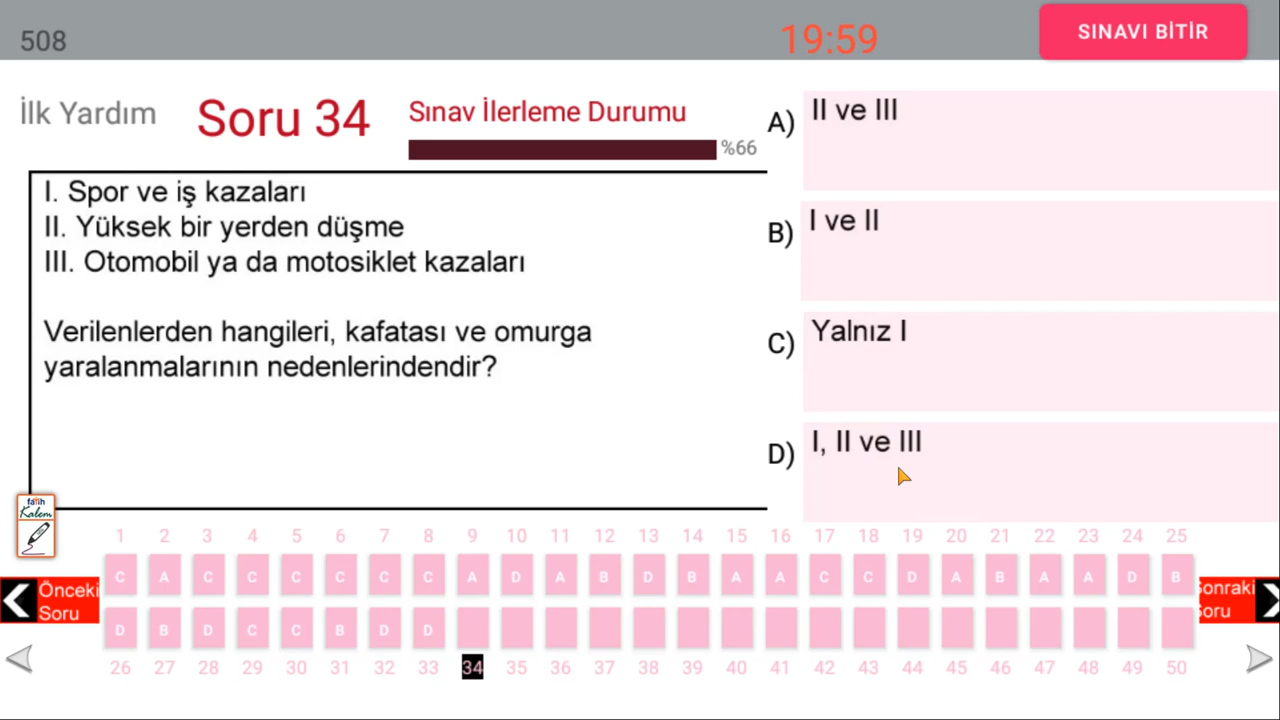 508
19:59
SINAVI BİTİR
İlk Yardım
Soru 34
Sınav İlerleme Durumu
%66
I. Spor ve iş kazaları
II. Yüksek bir yerden düşme
III. Otomobil ya da motosiklet kazaları
Verilenlerden hangileri, kafatası ve omurga
yaralanmalarının nedenlerindendir?
A) II ve III
B) I ve II
C) Yalnız I
D) I, II ve III
fatih
Kalem
Önceki
Soru
1 2 3 4 5 6 7 8 9 10 11 12 13 14 15 16 17 18 19 20 21 22 23 24 25
C A C C C C C C A D A B D B A A C C D A B A A D B
D B D C C B D D
26 27 28 29 30 31 32 33 34 35 36 37 38 39 40 41 42 43 44 45 46 47 48 49 50
Sonraki
Soru